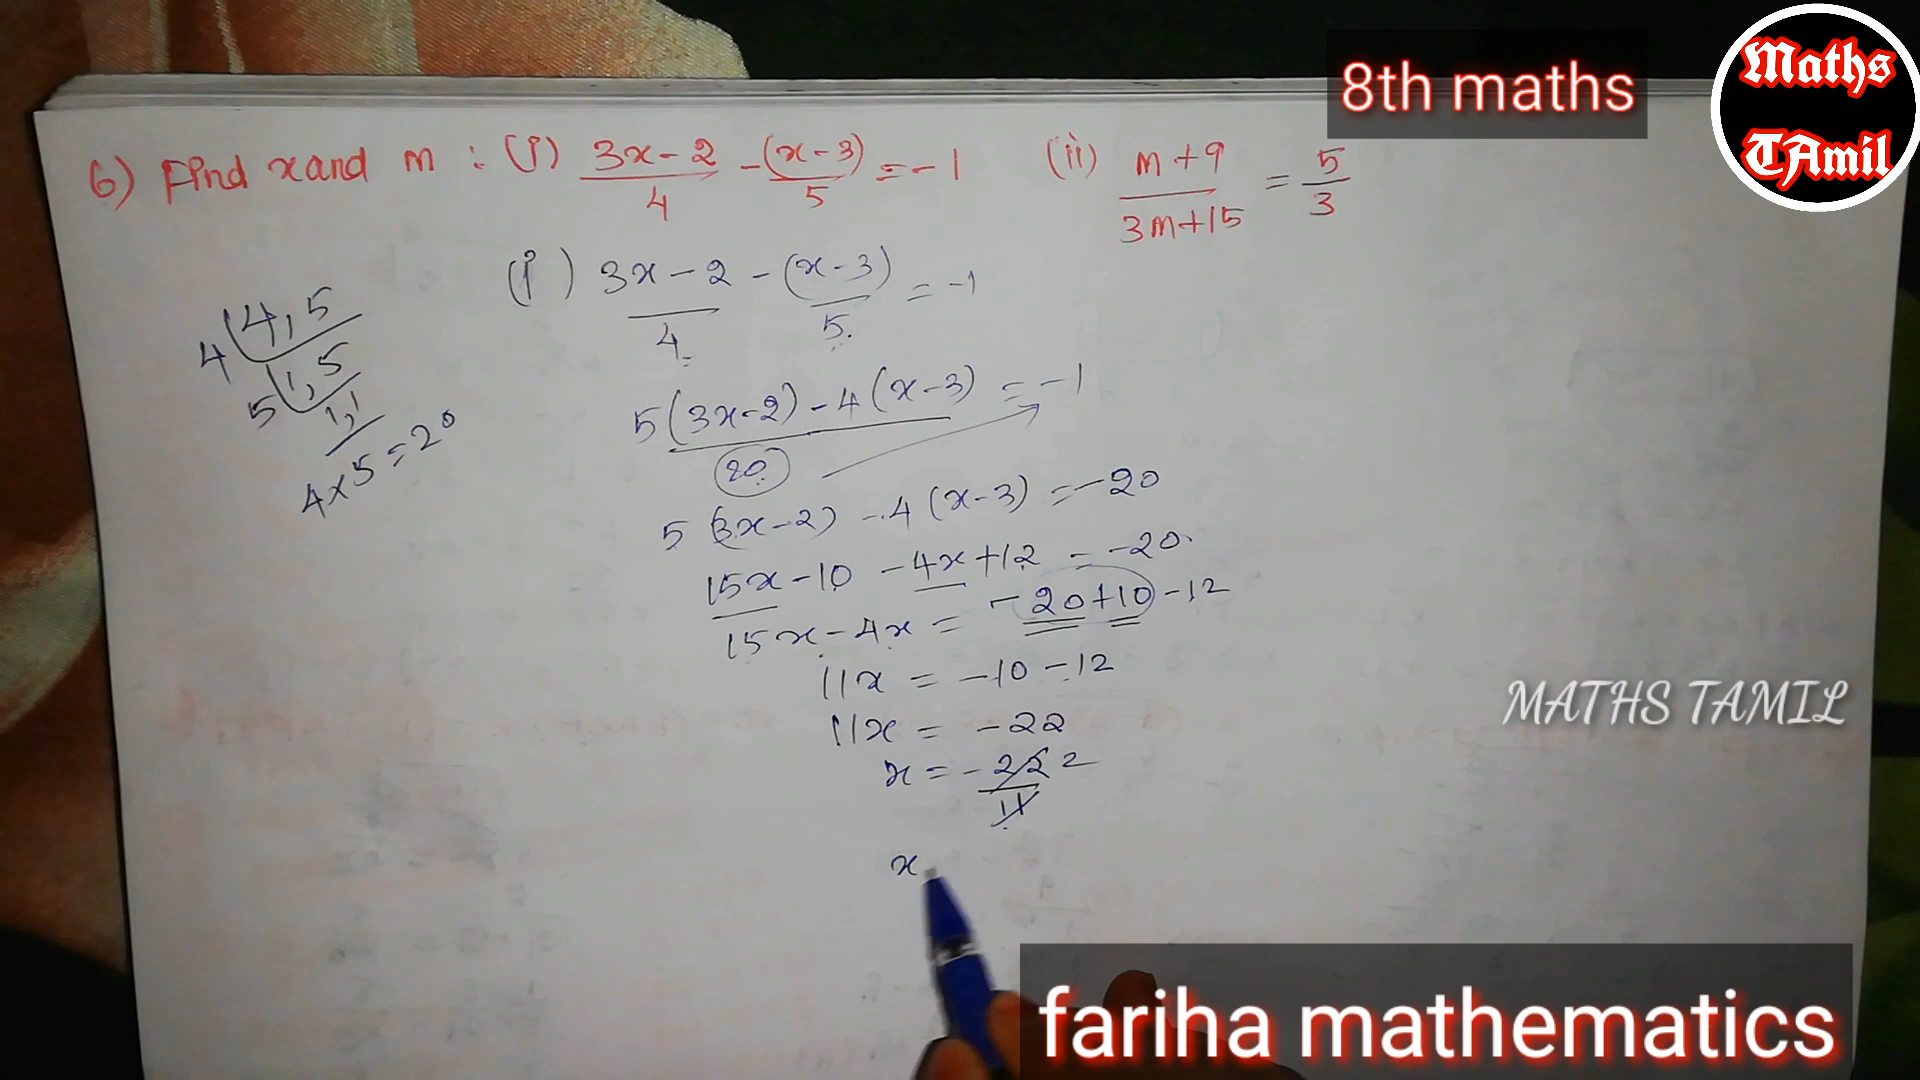 8th maths
Maths
TAmil
6) Find x and m : (i) (3x-2)/4 - (x-3)/5 = -1 (ii) (m+9)/(3m+15) = 5/3
(i) (3x-2)/4 - (x-3)/5 = -1
4 | 4, 5
5 | 1, 5
1, 1
4×5=20
5(3x-2)-4(x-3) = -1
20
5(3x-2) -4(x-3) = -20
15x-10 -4x+12 = -20
15x-4x = -20+10-12
11x = -10-12
11x = -22
x = -22 2
11
x
MATHS TAMIL
fariha mathematics